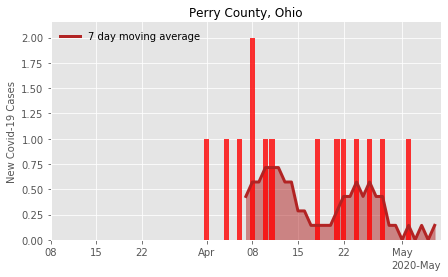 Perry County, Ohio
7 day moving average
New Covid-19 Cases
2.00
1.75
1.50
1.25
1.00
0.75
0.50
0.25
0.00
08 15 22 Apr 08 15 22 May
2020-May